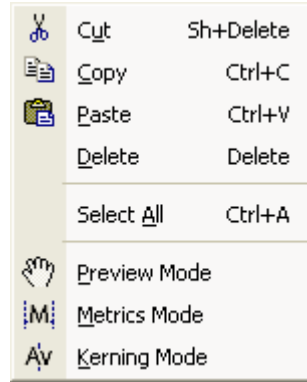 Cut Sh+Delete
Copy Ctrl+C
Paste Ctrl+V
Delete Delete
Select All Ctrl+A
Preview Mode
M Metrics Mode
AV Kerning Mode